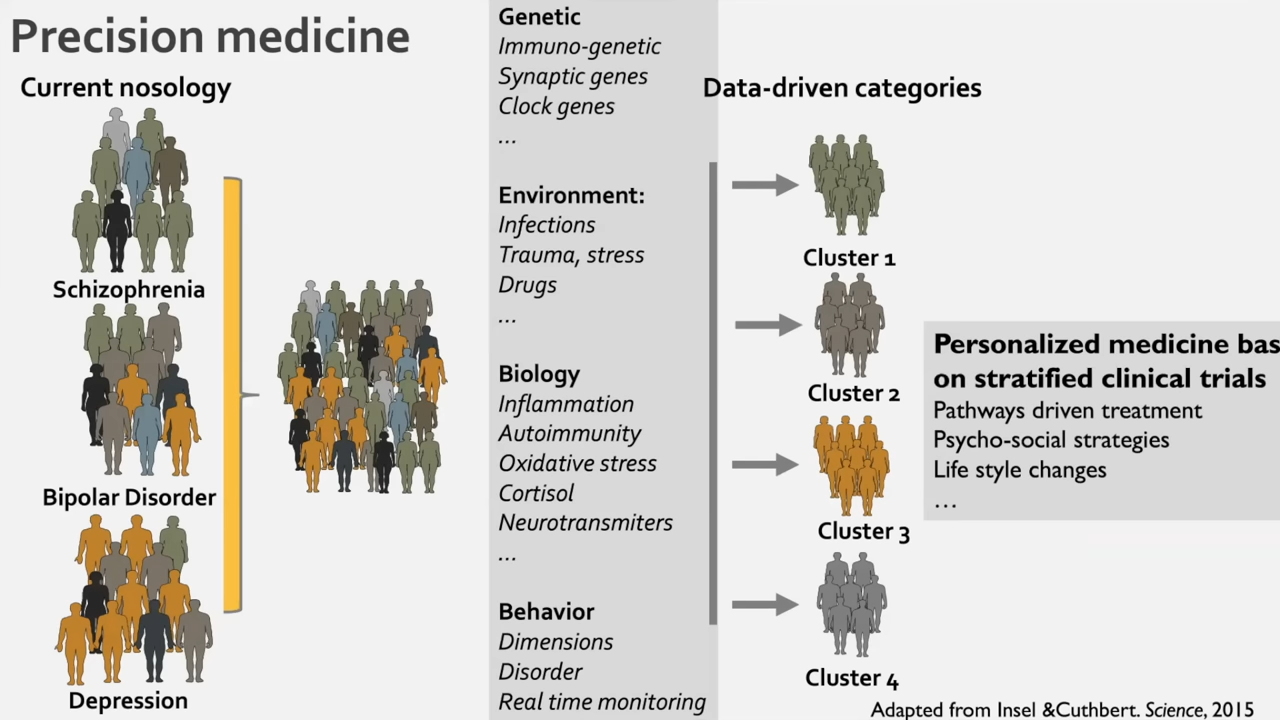 Precision medicine
Current nosology
Schizophrenia
Bipolar Disorder
Depression
Genetic
Immuno-genetic
Synaptic genes
Clock genes
...
Environment:
Infections
Trauma, stress
Drugs
...
Biology
Inflammation
Autoimmunity
Oxidative stress
Cortisol
Neurotransmiters
...
Behavior
Dimensions
Disorder
Real time monitoring
Data-driven categories
Cluster 1
Cluster 2
Cluster 3
Cluster 4
Personalized medicine bas
on stratified clinical trials
Pathways driven treatment
Psycho-social strategies
Life style changes
...
Adapted from Insel &Cuthbert. Science, 2015